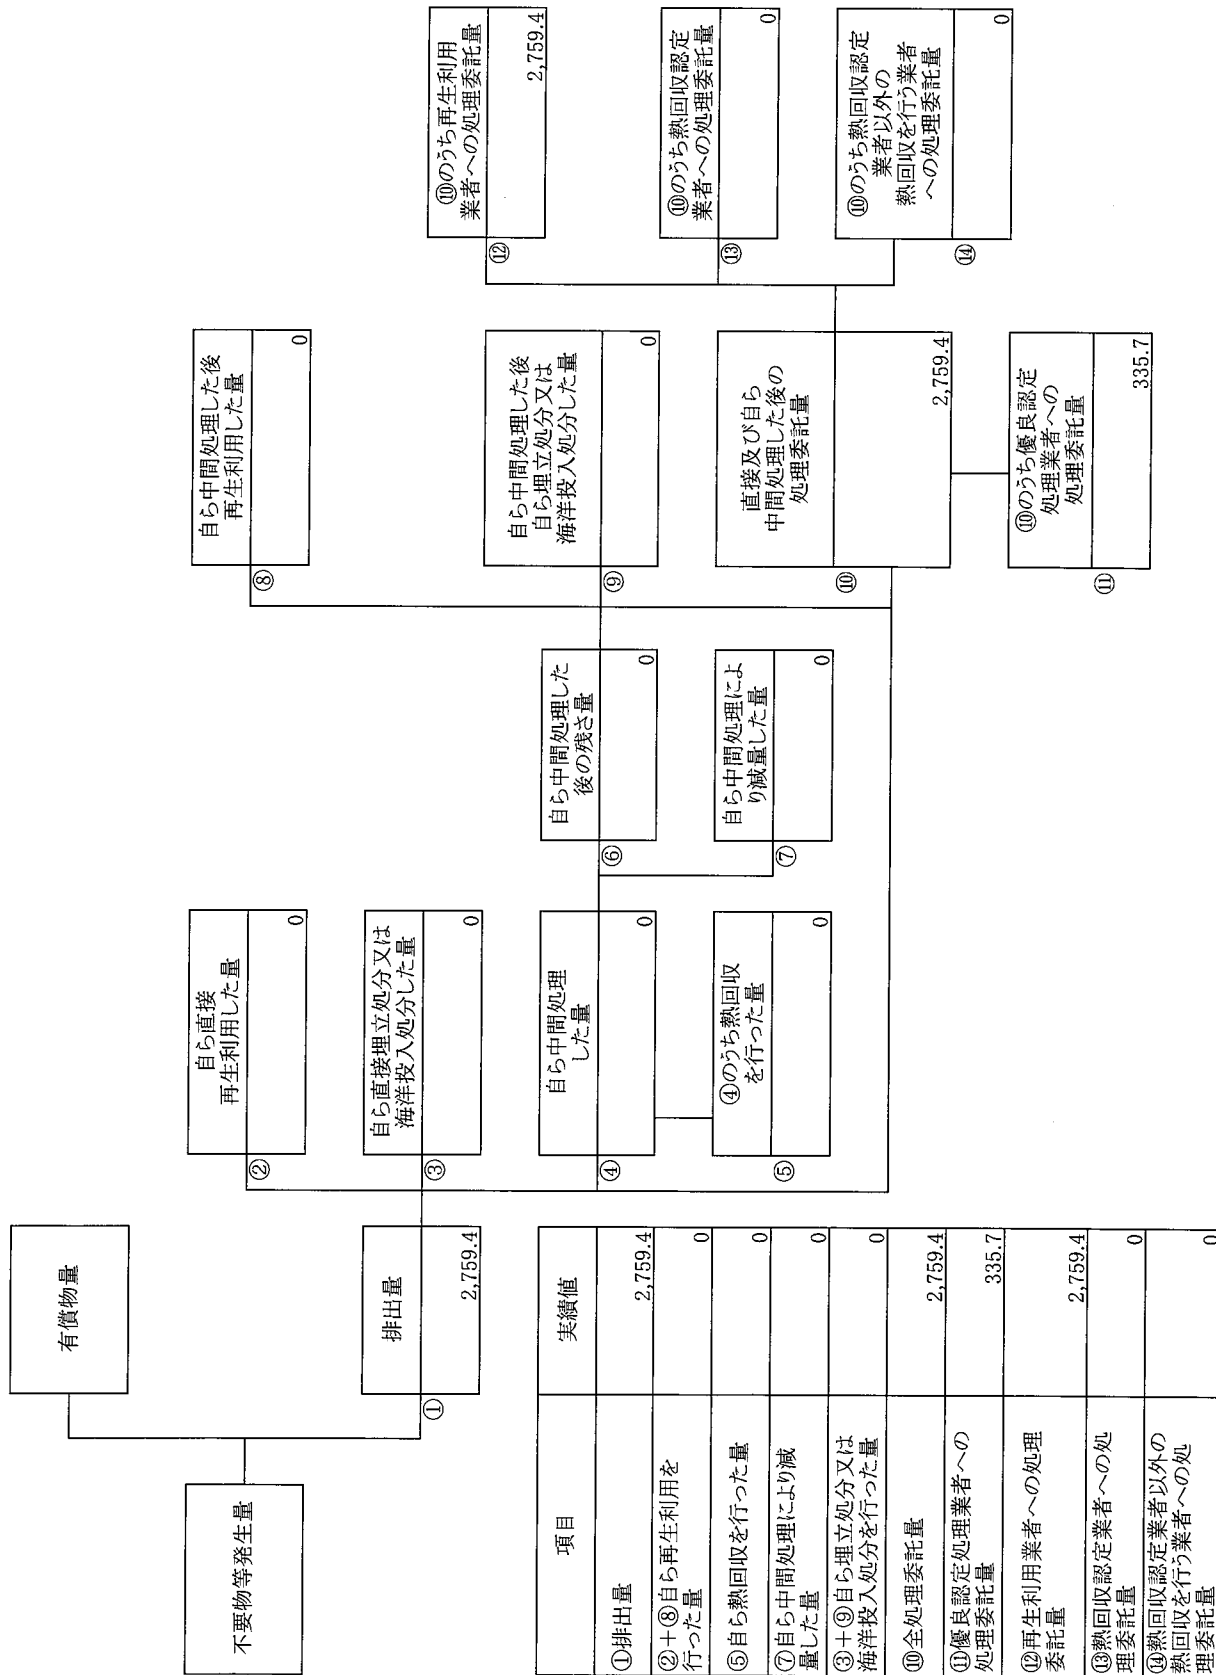 不要物等発生量
有償物量
①
排出量
2,759.4
②
自ら直接
再生利用した量
0
③
自ら直接埋立処分又は
海洋投入処分した量
0
④
自ら中間処理
した量
0
⑤
④のうち熱回収
を行った量
0
⑥
自ら中間処理した
後の残さ量
0
⑦
自ら中間処理によ
り減量した量
0
⑧
自ら中間処理した後
再生利用した量
0
⑨
自ら中間処理した後
自ら埋立処分又は
海洋投入処分した量
0
⑩
直接及び自ら
中間処理した後の
処理委託量
2,759.4
⑪
⑩のうち優良認定
処理業者への
処理委託量
335.7
⑫
⑩のうち再生利用
業者への処理委託量
2,759.4
⑬
⑩のうち熱回収認定
業者への処理委託量
0
⑭
⑩のうち熱回収認定
業者以外の
熱回収を行う業者
への処理委託量
0
項目 実績値
①排出量 2,759.4
②+⑧自ら再生利用を
行った量 0
⑤自ら熱回収を行った量 0
⑦自ら中間処理により減
量した量 0
③+⑨自ら埋立処分又は
海洋投入処分を行った量 0
⑩全処理委託量 2,759.4
⑪優良認定処理業者への
処理委託量 335.7
⑫再生利用業者への処理
委託量 2,759.4
⑬熱回収認定業者への処
理委託量 0
⑭熱回収認定業者以外の
熱回収を行う業者への処
理委託量 0